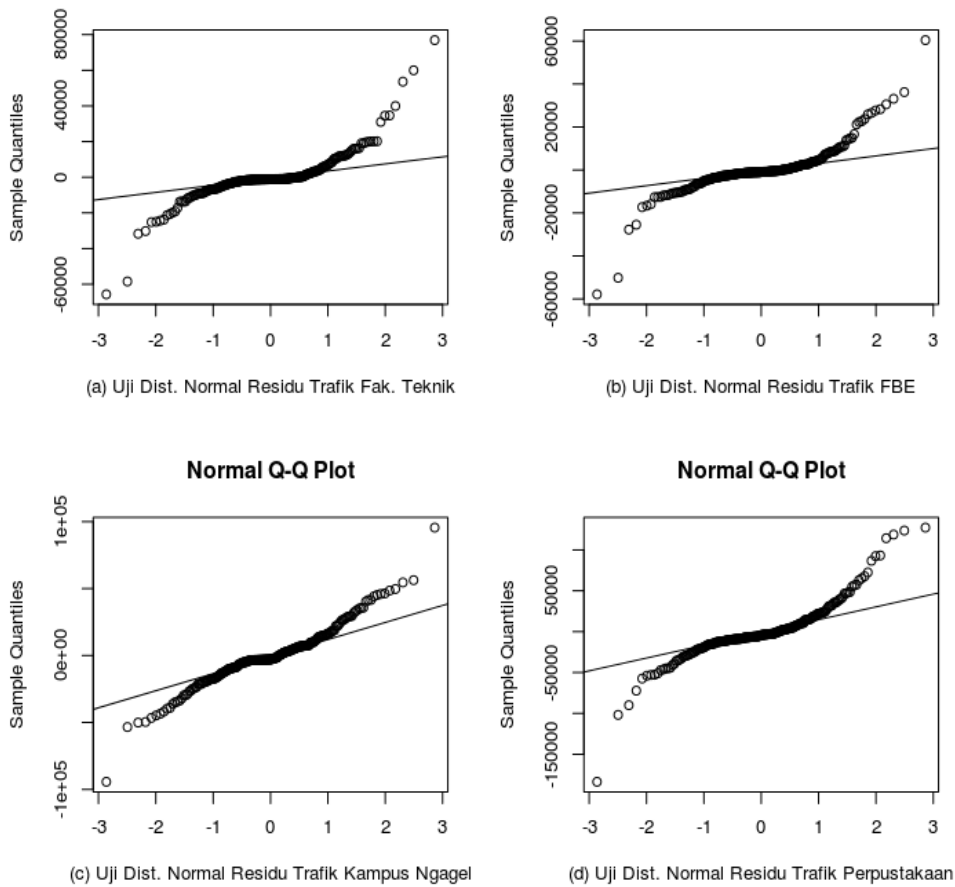 80000
40000
0
-60000
Sample Quantiles
-3 -2 -1 0 1 2 3
(a) Uji Dist. Normal Residu Trafik Fak. Teknik
60000
20000
-20000
-60000
Sample Quantiles
-3 -2 -1 0 1 2 3
(b) Uji Dist. Normal Residu Trafik FBE
Normal Q-Q Plot
1e+05
0e+00
-1e+05
Sample Quantiles
-3 -2 -1 0 1 2 3
(c) Uji Dist. Normal Residu Trafik Kampus Ngagel
Normal Q-Q Plot
50000
-50000
-150000
Sample Quantiles
-3 -2 -1 0 1 2 3
(d) Uji Dist. Normal Residu Trafik Perpustakaan